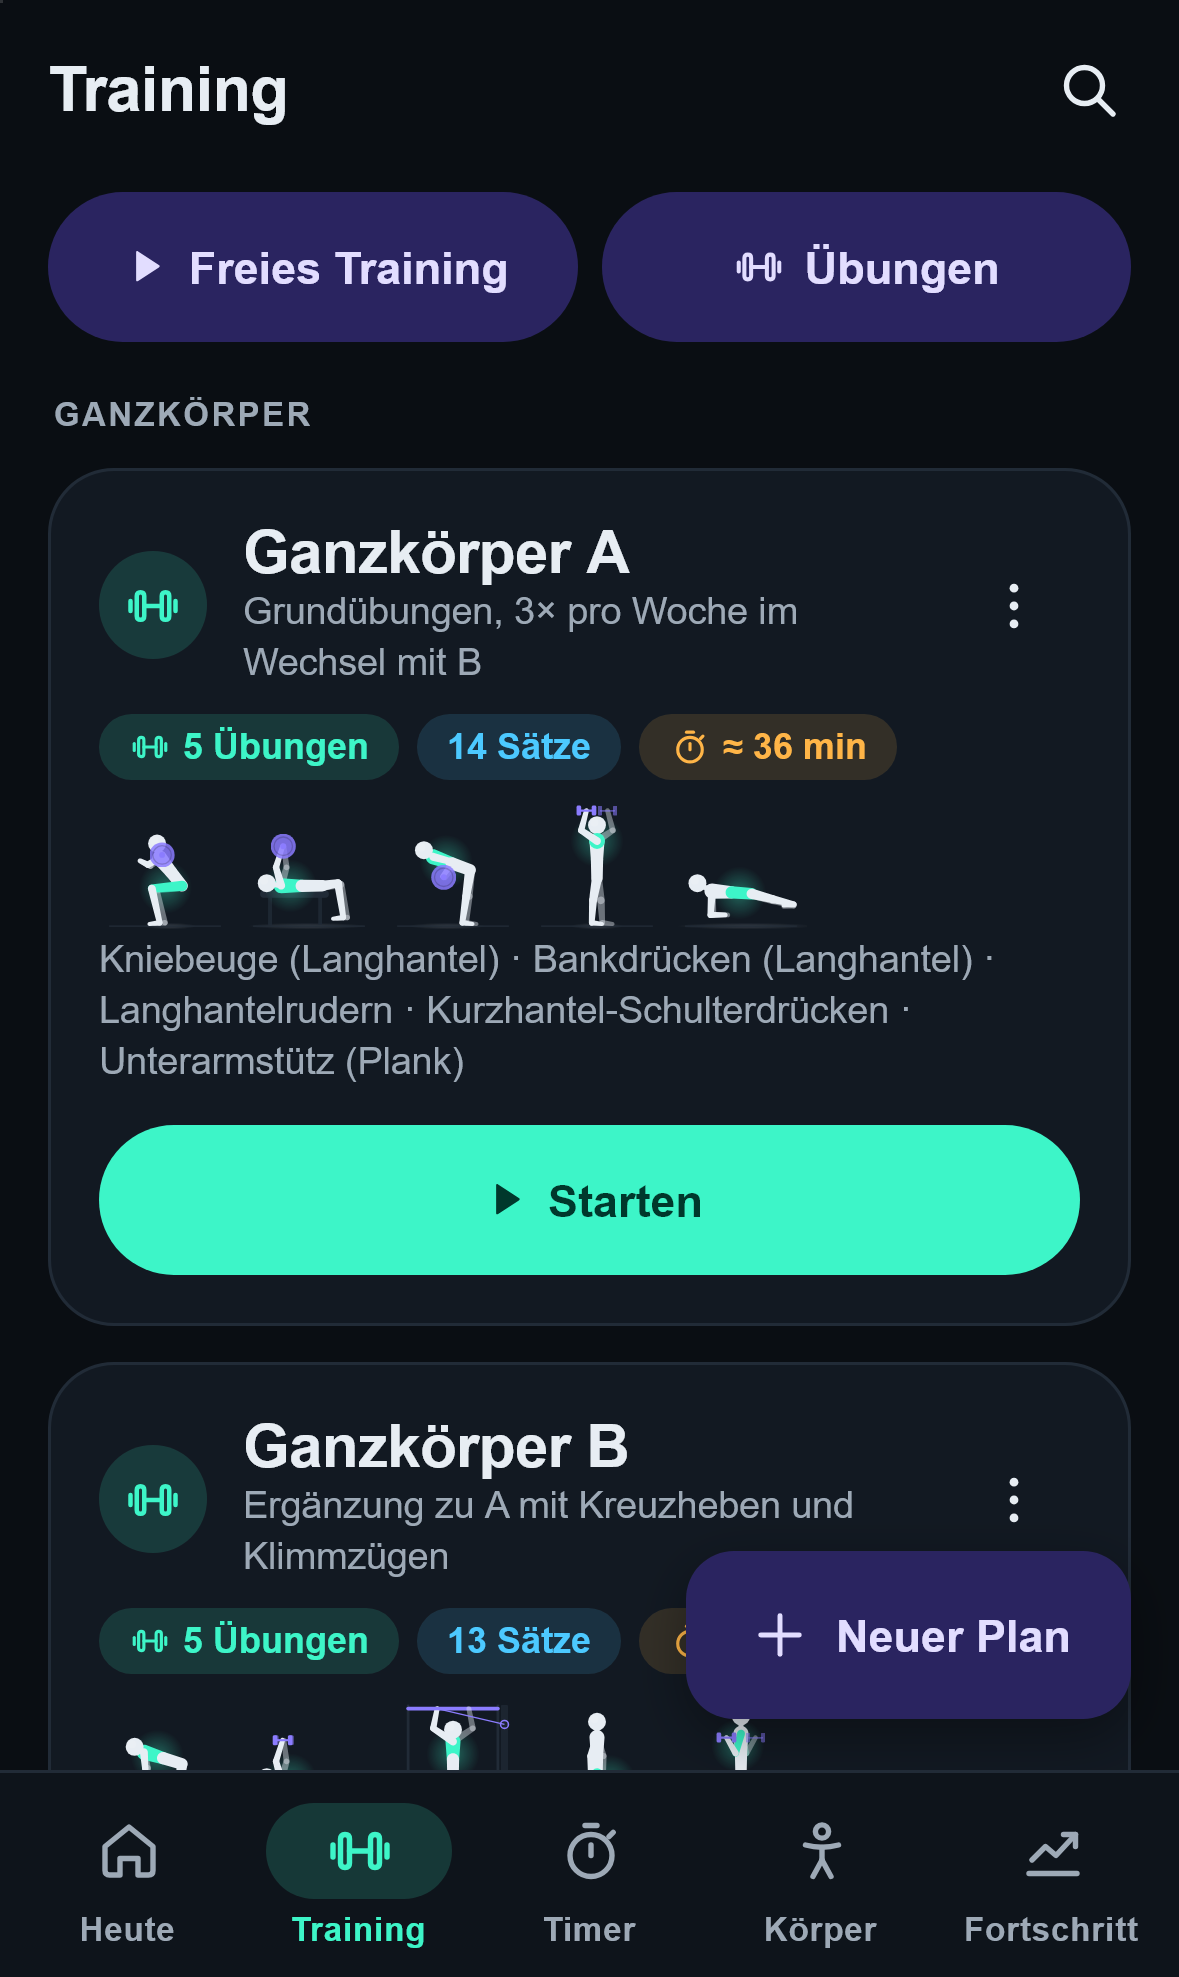 Training
Freies Training
Übungen
GANZKÖRPER
Ganzkörper A
Grundübungen, 3× pro Woche im
Wechsel mit B
5 Übungen
14 Sätze
≈ 36 min
Kniebeuge (Langhantel) · Bankdrücken (Langhantel) ·
Langhantelrudern · Kurzhantel-Schulterdrücken ·
Unterarmstütz (Plank)
Starten
Ganzkörper B
Ergänzung zu A mit Kreuzheben und
Klimmzügen
5 Übungen
13 Sätze
Neuer Plan
Heute
Training
Timer
Körper
Fortschritt